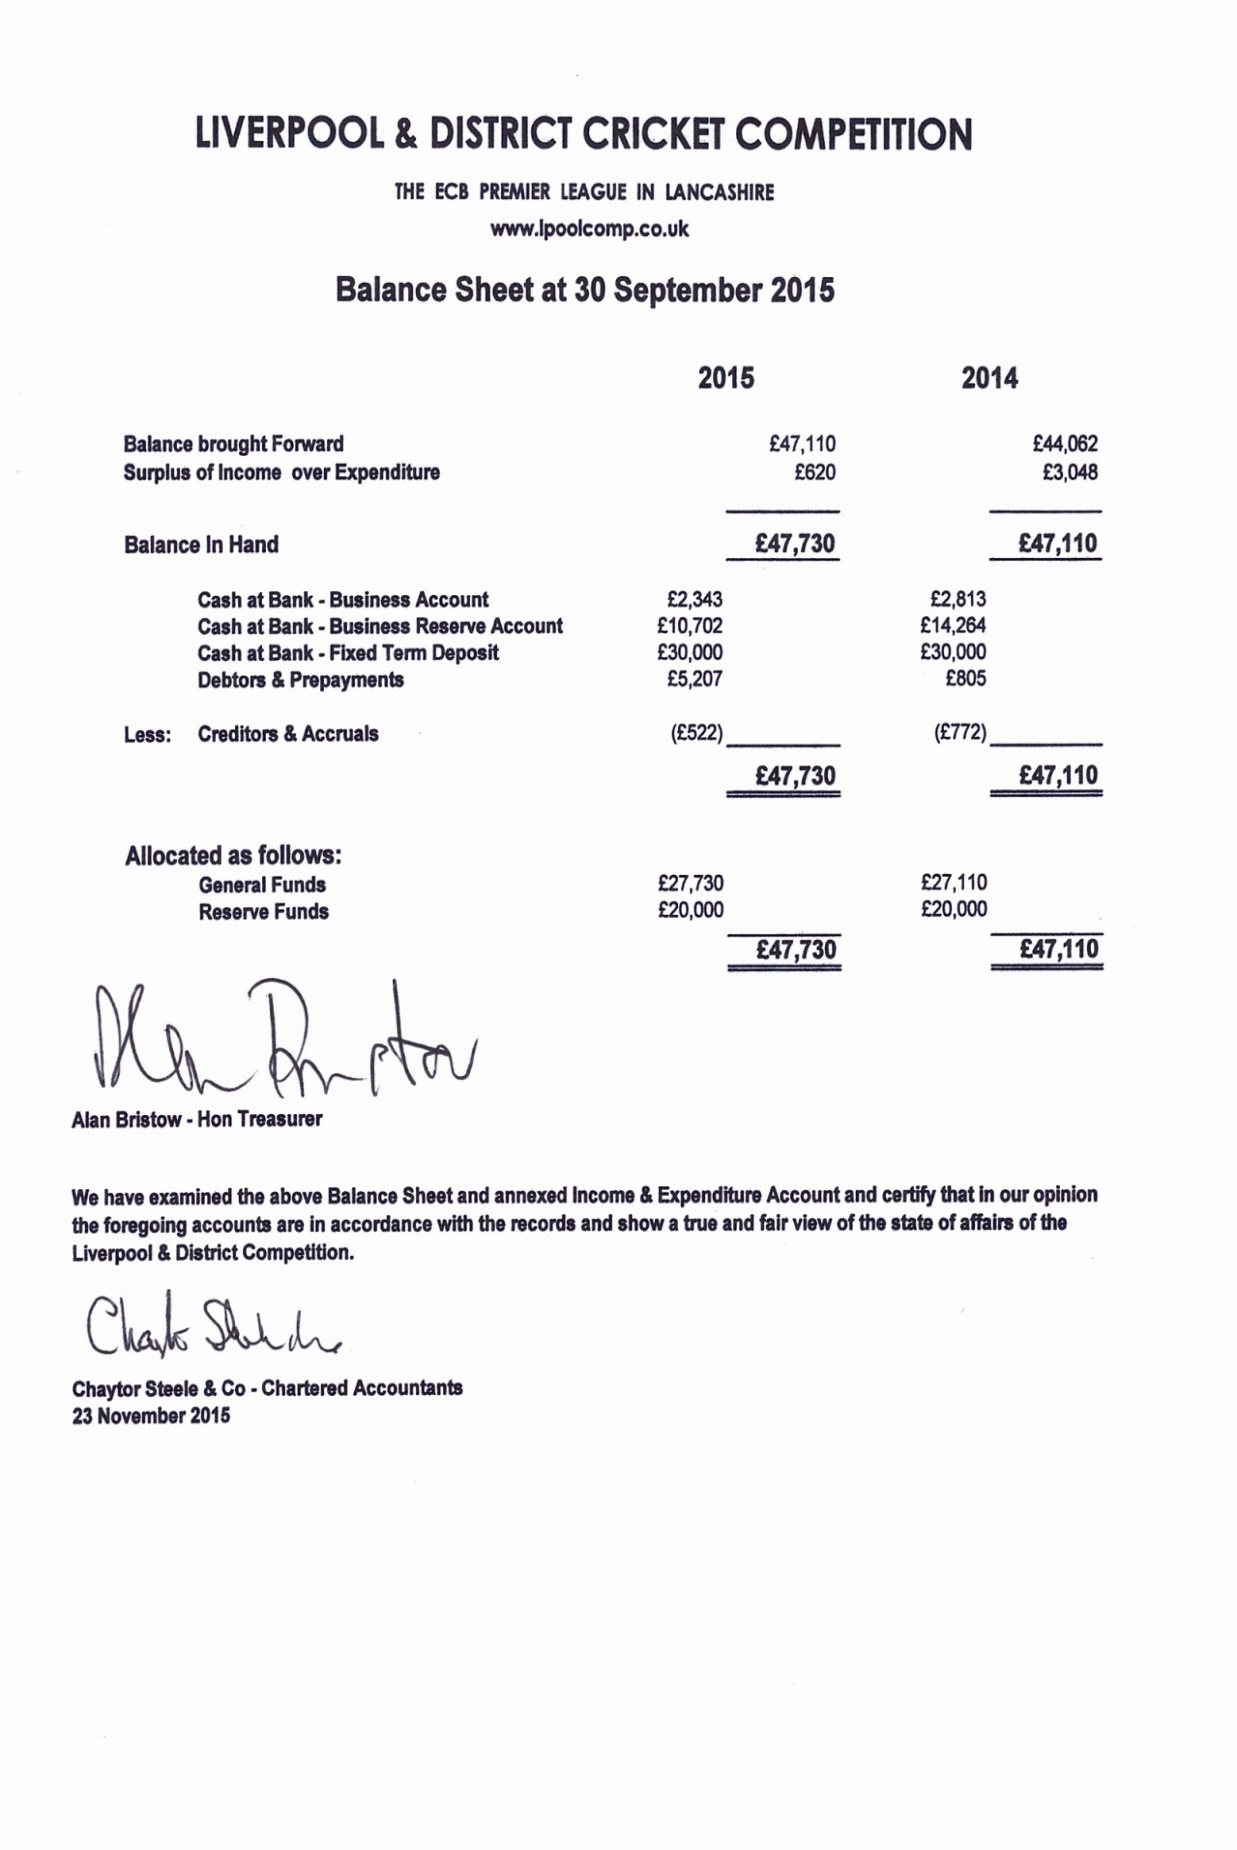 LIVERPOOL & DISTRICT CRICKET COMPETITION
THE ECB PREMIER LEAGUE IN LANCASHIRE
www.lpoolcomp.co.uk
Balance Sheet at 30 September 2015
2015 2014
Balance brought Forward £47,110 £44,062
Surplus of Income over Expenditure £620 £3,048
Balance In Hand £47,730 £47,110
Cash at Bank - Business Account £2,343 £2,813
Cash at Bank - Business Reserve Account £10,702 £14,264
Cash at Bank - Fixed Term Deposit £30,000 £30,000
Debtors & Prepayments £5,207 £805
Less: Creditors & Accruals (£522) (£772)
£47,730 £47,110
Allocated as follows:
General Funds £27,730 £27,110
Reserve Funds £20,000 £20,000
£47,730 £47,110
Alan
Alan Bristow - Hon Treasurer
We have examined the above Balance Sheet and annexed Income & Expenditure Account and certify that in our opinion
the foregoing accounts are in accordance with the records and show a true and fair view of the state of affairs of the
Liverpool & District Competition.
Chaytor Steele & Co - Chartered Accountants
23 November 2015